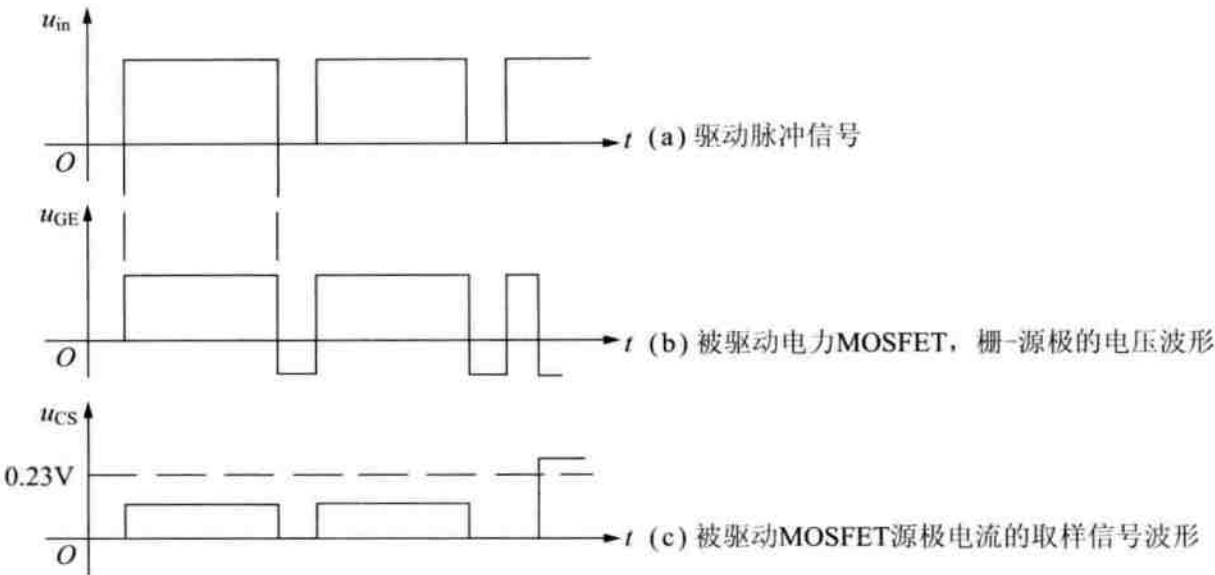 u_in
t (a) 驱动脉冲信号
O
u_GE
t (b) 被驱动电力MOSFET，栅-源极的电压波形
O
u_CS
0.23V
t (c) 被驱动MOSFET源极电流的取样信号波形
O